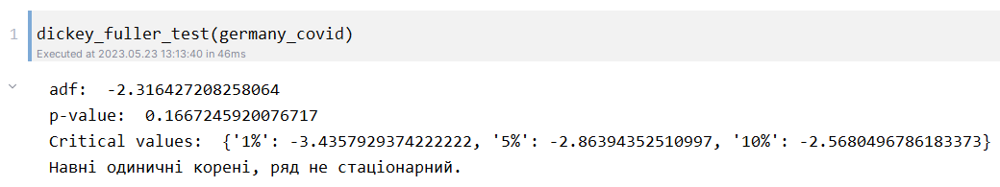 1 dickey_fuller_test(germany_covid)
Executed at 2023.05.23 13:13:40 in 46ms
adf:  -2.316427208258064
p-value:  0.1667245920076717
Critical values:  {'1%': -3.4357929374222222, '5%': -2.86394352510997, '10%': -2.5680496786183373}
Навні одиничні корені, ряд не стаціонарний.